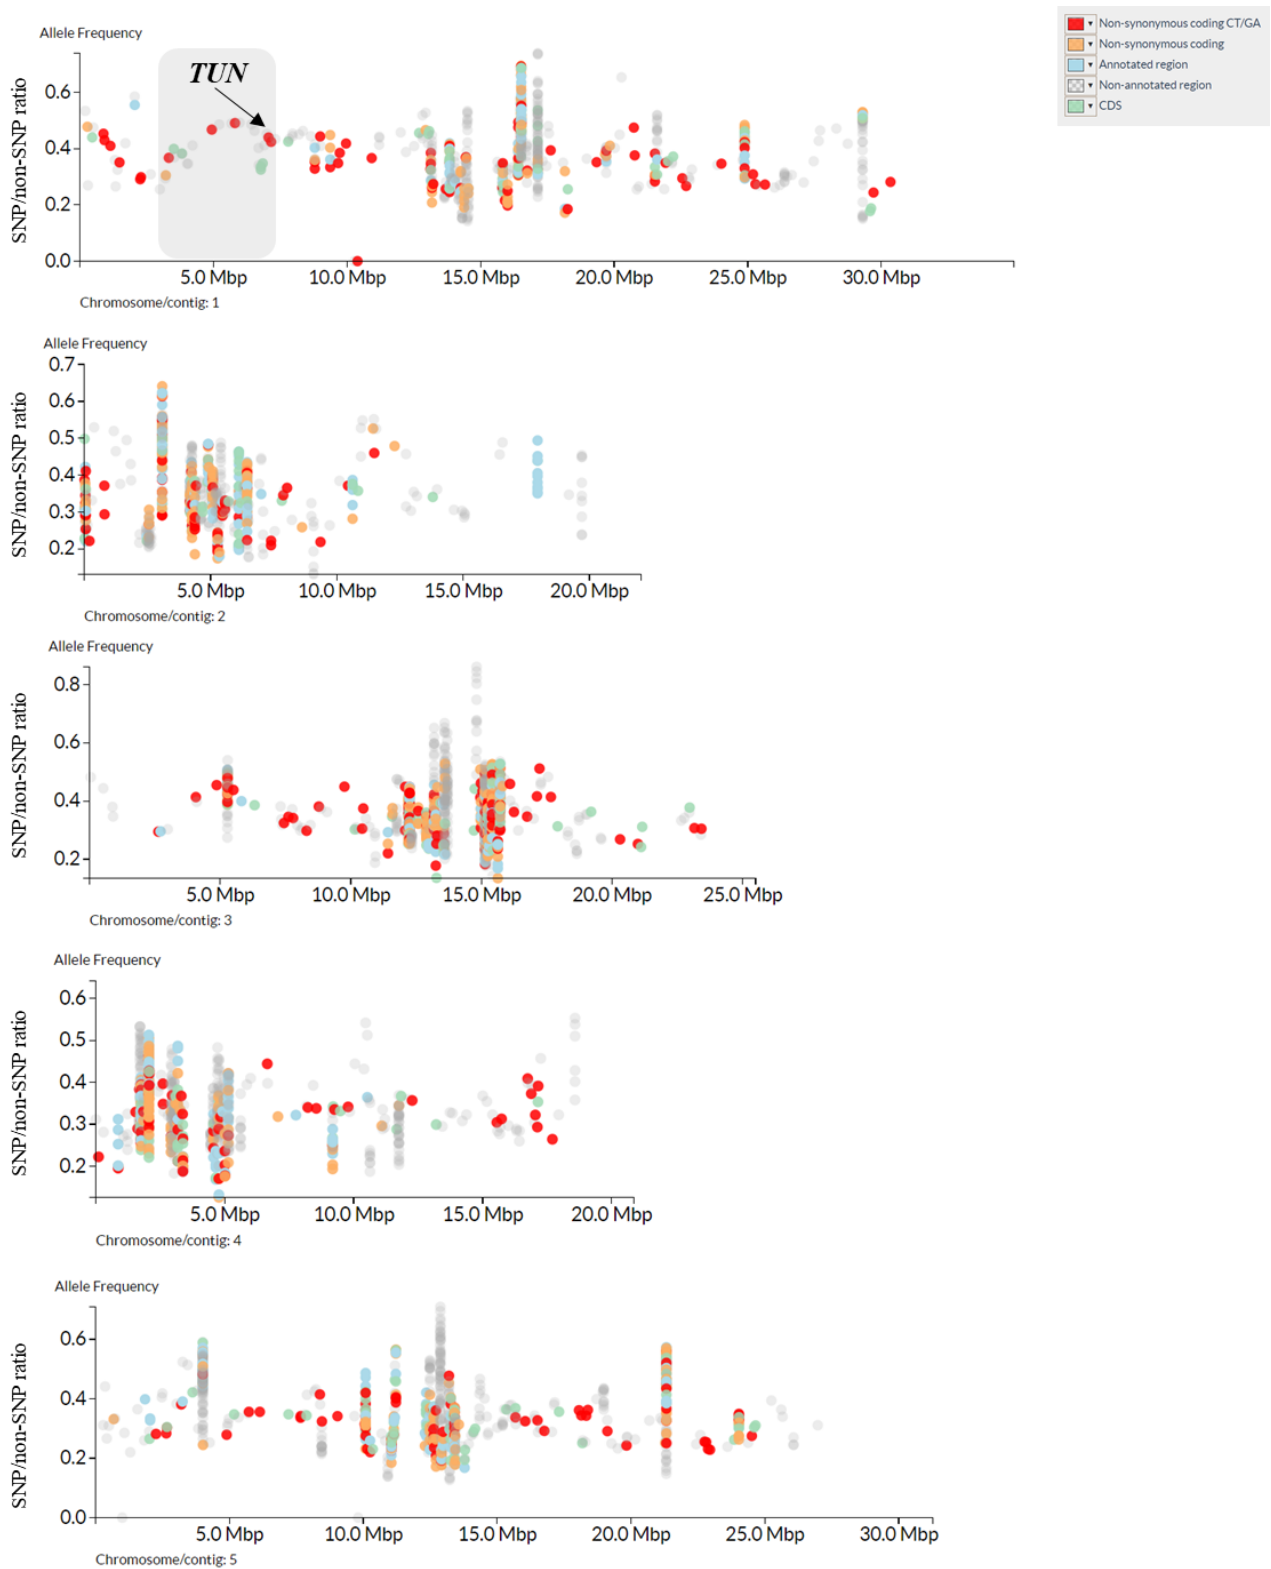 Non-synonymous coding CT/GA
Non-synonymous coding
Annotated region
Non-annotated region
CDS
Allele Frequency
SNP/non-SNP ratio
TUN
0.6
0.4
0.2
0.0
5.0 Mbp 10.0 Mbp 15.0 Mbp 20.0 Mbp 25.0 Mbp 30.0 Mbp
Chromosome/contig: 1
Allele Frequency
SNP/non-SNP ratio
0.7
0.6
0.5
0.4
0.3
0.2
5.0 Mbp 10.0 Mbp 15.0 Mbp 20.0 Mbp
Chromosome/contig: 2
Allele Frequency
SNP/non-SNP ratio
0.8
0.6
0.4
0.2
5.0 Mbp 10.0 Mbp 15.0 Mbp 20.0 Mbp 25.0 Mbp
Chromosome/contig: 3
Allele Frequency
SNP/non-SNP ratio
0.6
0.5
0.4
0.3
0.2
5.0 Mbp 10.0 Mbp 15.0 Mbp 20.0 Mbp
Chromosome/contig: 4
Allele Frequency
SNP/non-SNP ratio
0.6
0.4
0.2
0.0
5.0 Mbp 10.0 Mbp 15.0 Mbp 20.0 Mbp 25.0 Mbp 30.0 Mbp
Chromosome/contig: 5